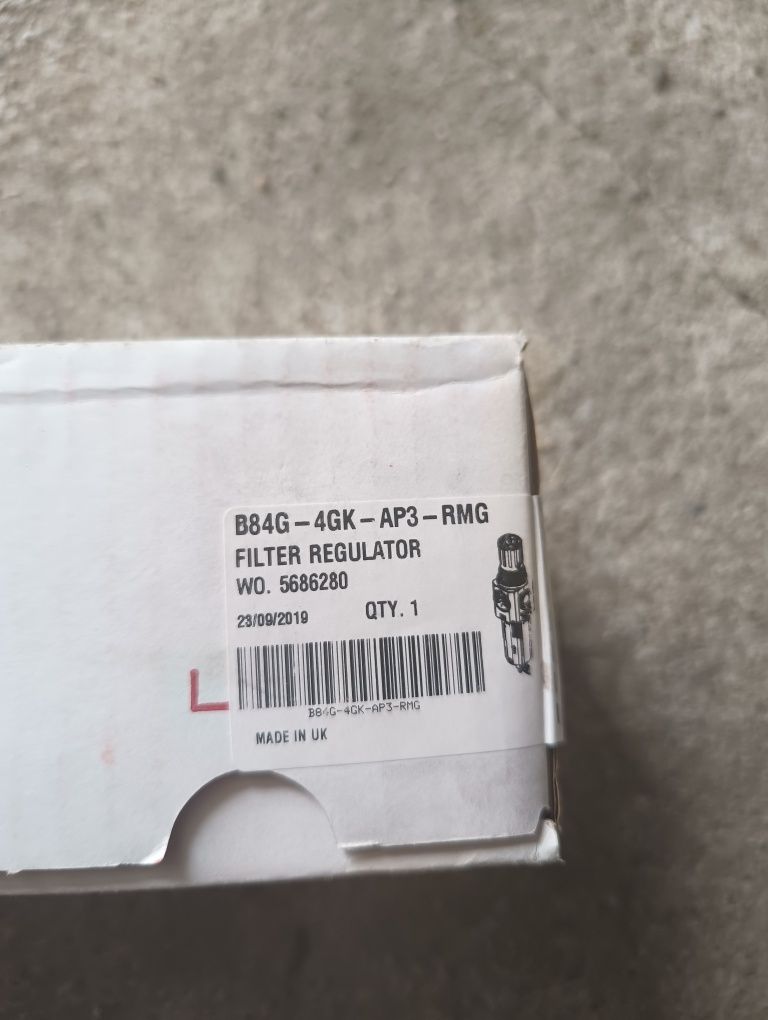 B84G-4GK-AP3-RMG
FILTER REGULATOR
WO. 5686280
23/09/2019 QTY. 1
B84G-4GK-AP3-RMG
MADE IN UK